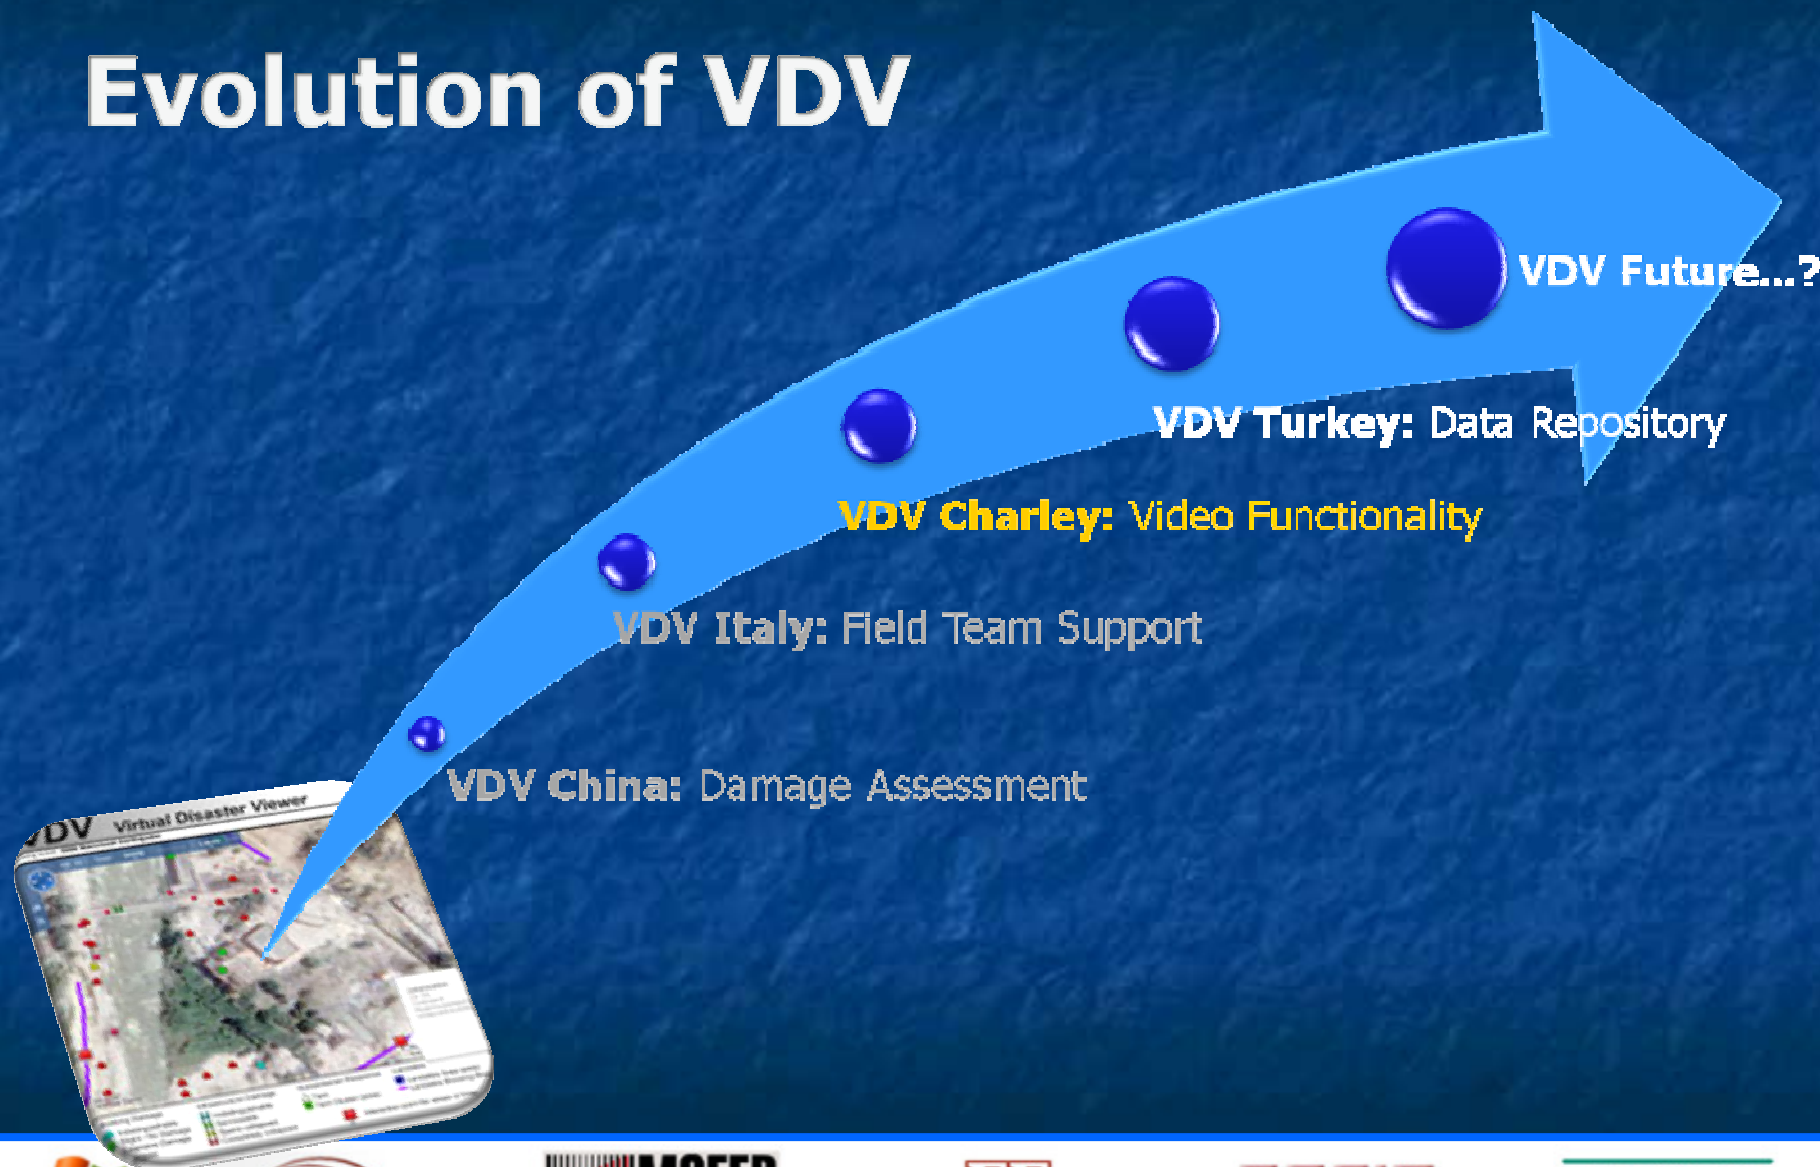 Evolution of VDV
VDV Future...?
VDV Turkey: Data Repository
VDV Charley: Video Functionality
VDV Italy: Field Team Support
VDV China: Damage Assessment
VDV Virtual Disaster Viewer